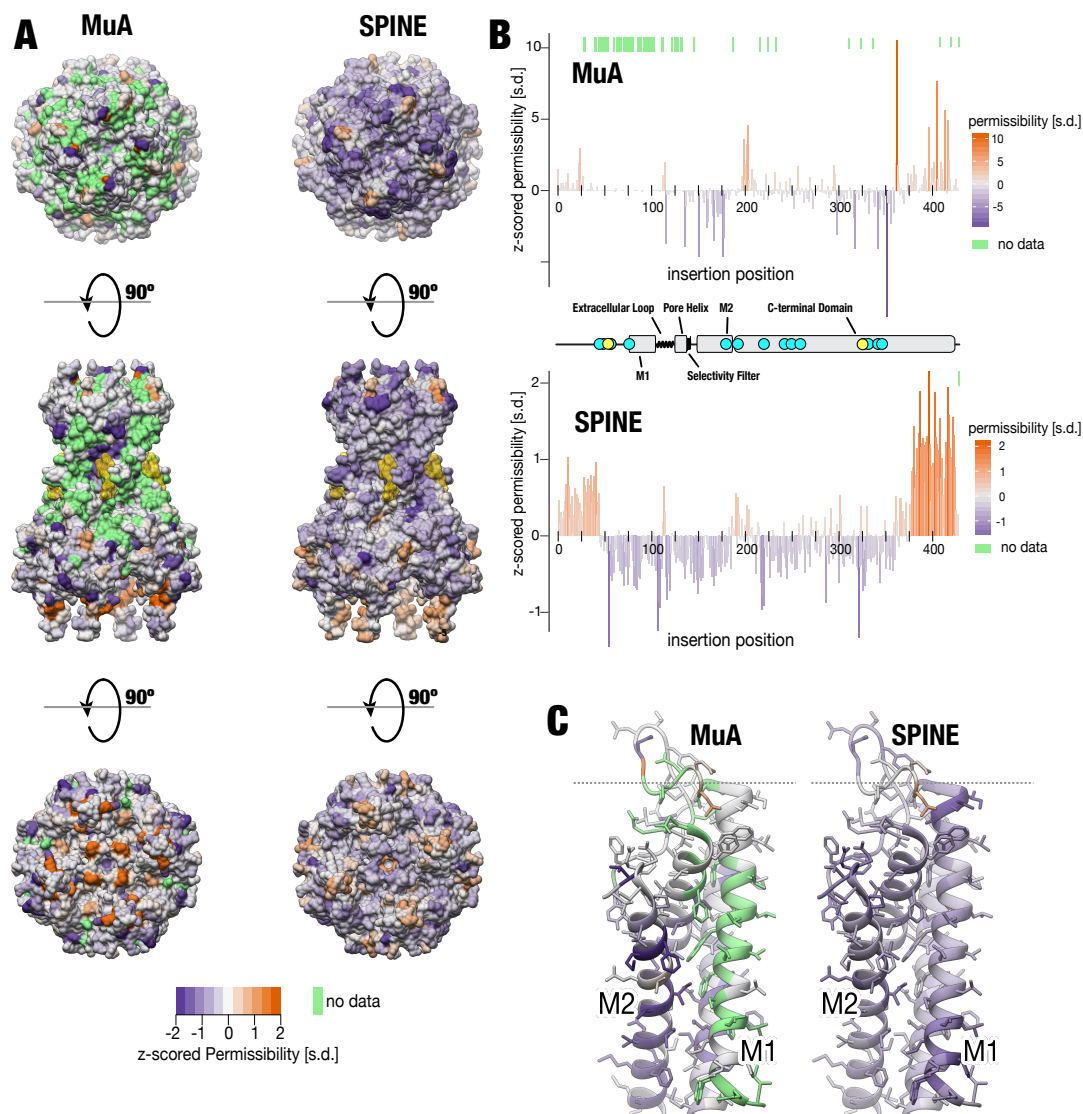 A
MuA
SPINE
90º
90º
90º
90º
M2
-2 -1 0 1 2
z-scored Permissibility [s.d.]
no data
B
MuA
z-scored permissibility [s.d.]
10
5
0
0 100 200 300 400
insertion position
permissibility [s.d.]
10
5
0
-5
no data
Extracellular Loop
Pore Helix
M2
C-terminal Domain
M1
Selectivity Filter
SPINE
z-scored permissibility [s.d.]
2
1
0
-1
0 100 200 300 400
insertion position
permissibility [s.d.]
2
1
0
-1
no data
C
MuA
SPINE
M2
M1
M2
M1